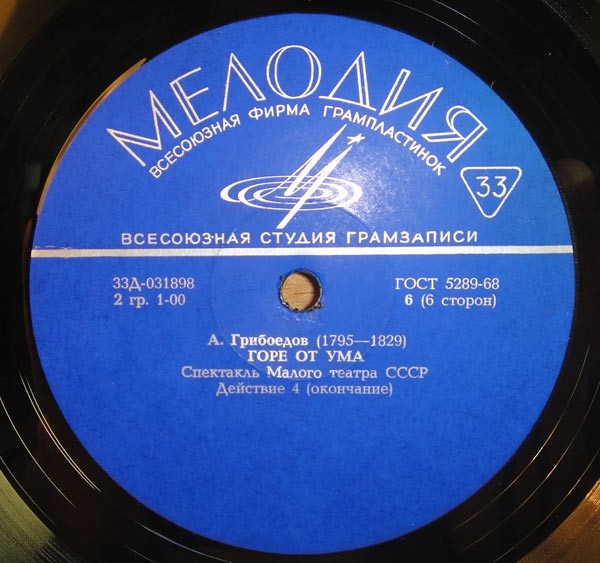 МЕЛОДИЯ
ВСЕСОЮЗНАЯ ФИРМА ГРАМПЛАСТИНОК
33
ВСЕСОЮЗНАЯ СТУДИЯ ГРАМЗАПИСИ
33Д-031898 ГОСТ 5289-68
2 гр. 1-00 6 (6 сторон)
А. Грибоедов (1795—1829)
ГОРЕ ОТ УМА
Спектакль Малого театра СССР
Действие 4 (окончание)